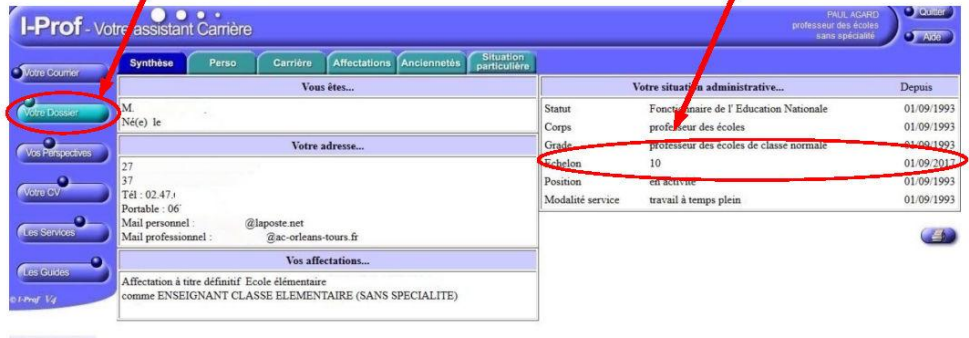 I-Prof - Votre assistant Carrière
PAUL AGARD
professeur des écoles
sans spécialité
Quitter
Aide
Votre Courrier
Votre Dossier
Vos Perspectives
Votre CV
Les Services
Les Guides
© I-Prof V4
Synthèse Perso Carrière Affectations Anciennetés Situation particulière
Vous êtes...
M.
Né(e) le
Votre adresse...
27
37
Tél : 02.47.
Portable : 06
Mail personnel : @laposte.net
Mail professionnel : @ac-orleans-tours.fr
Vos affectations...
Affectation à titre définitif Ecole élémentaire
comme ENSEIGNANT CLASSE ELEMENTAIRE (SANS SPECIALITE)
Votre situation administrative... Depuis
Statut Fonctionnaire de l' Education Nationale 01/09/1993
Corps professeur des écoles 01/09/1993
Grade professeur des écoles de classe normale 01/09/1993
Echelon 10 01/09/2017
Position en activité 01/09/1993
Modalité service travail à temps plein 01/09/1993